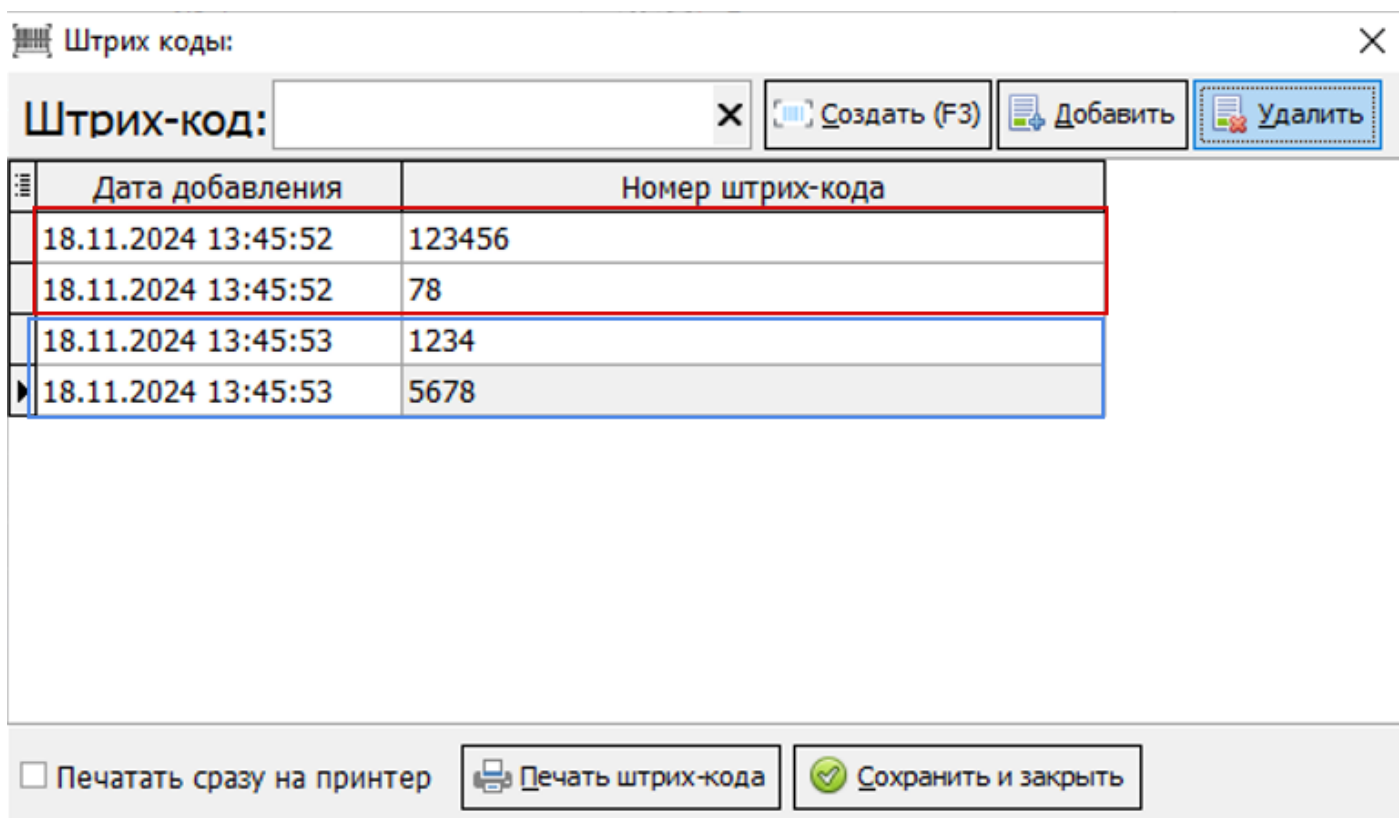 Штрих коды:
Штрих-код: Создать (F3) Добавить Удалить
Дата добавления Номер штрих-кода
18.11.2024 13:45:52 123456
18.11.2024 13:45:52 78
18.11.2024 13:45:53 1234
18.11.2024 13:45:53 5678
Печатать сразу на принтер Печать штрих-кода Сохранить и закрыть